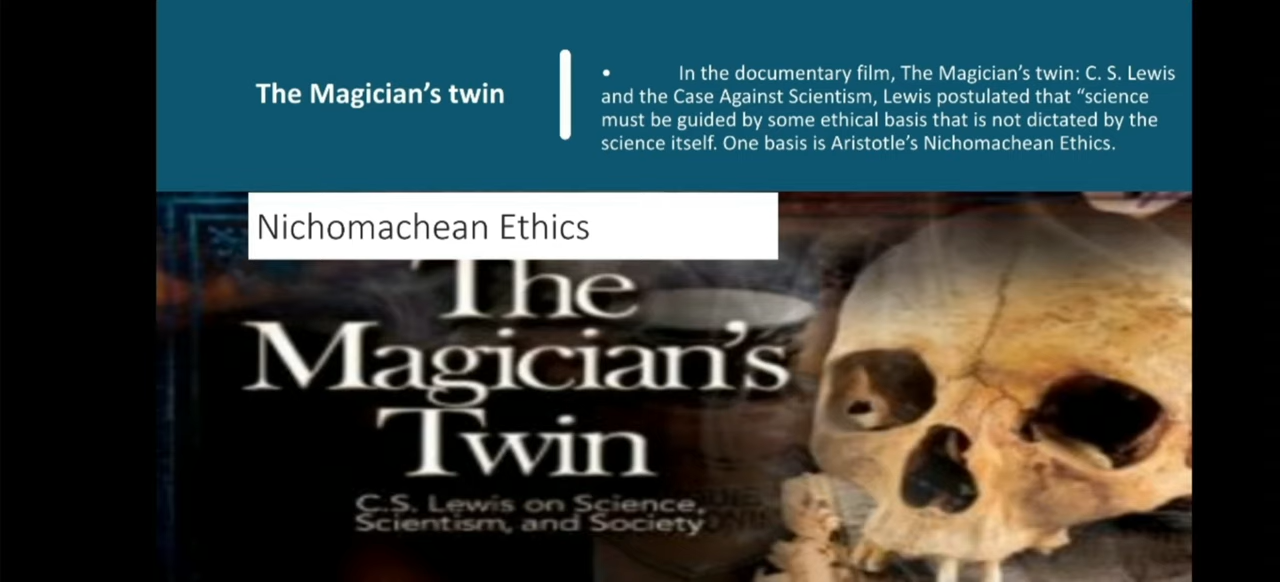 The Magician’s twin
• In the documentary film, The Magician’s twin: C. S. Lewis
and the Case Against Scientism, Lewis postulated that “science
must be guided by some ethical basis that is not dictated by the
science itself. One basis is Aristotle’s Nichomachean Ethics.
Nichomachean Ethics
The
Magician’s
Twin
C.S. Lewis on Science,
Scientism, and Society